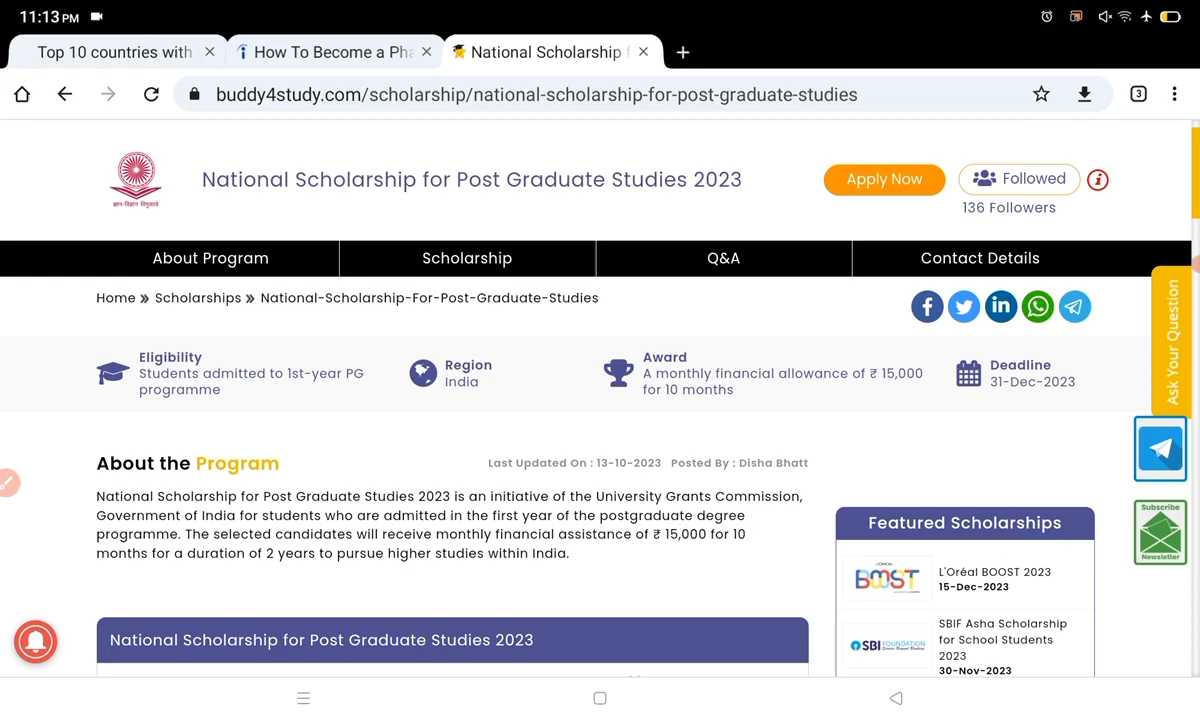 11:13 PM
Top 10 countries with
How To Become a Pha
National Scholarship f
buddy4study.com/scholarship/national-scholarship-for-post-graduate-studies
3
ज्ञान-विज्ञान विमुक्तये
National Scholarship for Post Graduate Studies 2023
Apply Now
Followed
136 Followers
About Program
Scholarship
Q&A
Contact Details
Home » Scholarships » National-Scholarship-For-Post-Graduate-Studies
Ask Your Question
Eligibility
Students admitted to 1st-year PG
programme
Region
India
Award
A monthly financial allowance of ₹ 15,000
for 10 months
Deadline
31-Dec-2023
About the Program
Last Updated On : 13-10-2023 Posted By : Disha Bhatt
National Scholarship for Post Graduate Studies 2023 is an initiative of the University Grants Commission,
Government of India for students who are admitted in the first year of the postgraduate degree
programme. The selected candidates will receive monthly financial assistance of ₹ 15,000 for 10
months for a duration of 2 years to pursue higher studies within India.
Subscribe
Newsletter
Featured Scholarships
L'ORÉAL
BOOST
L'Oréal BOOST 2023
15-Dec-2023
SBI FOUNDATION
Service Beyond Banking
SBIF Asha Scholarship
for School Students
2023
30-Nov-2023
National Scholarship for Post Graduate Studies 2023